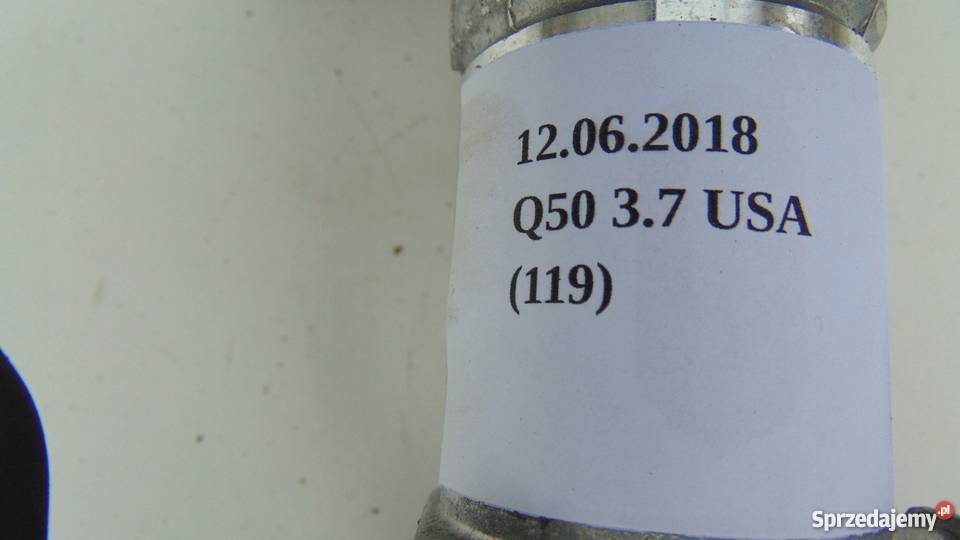 12.06.2018
Q50 3.7 USA
(119)
Sprzedajemy.pl